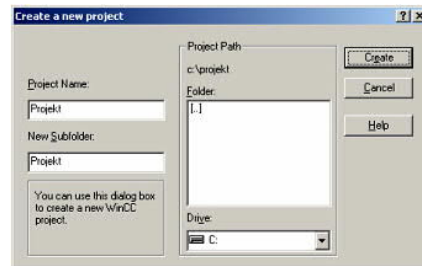 Create a new project
Project Name:
Projekt
New Subfolder:
Projekt
You can use this dialog box
to create a new WinCC
project.
Project Path
c:\projekt
Folder:
[..]
Drive:
C:
Create
Cancel
Help